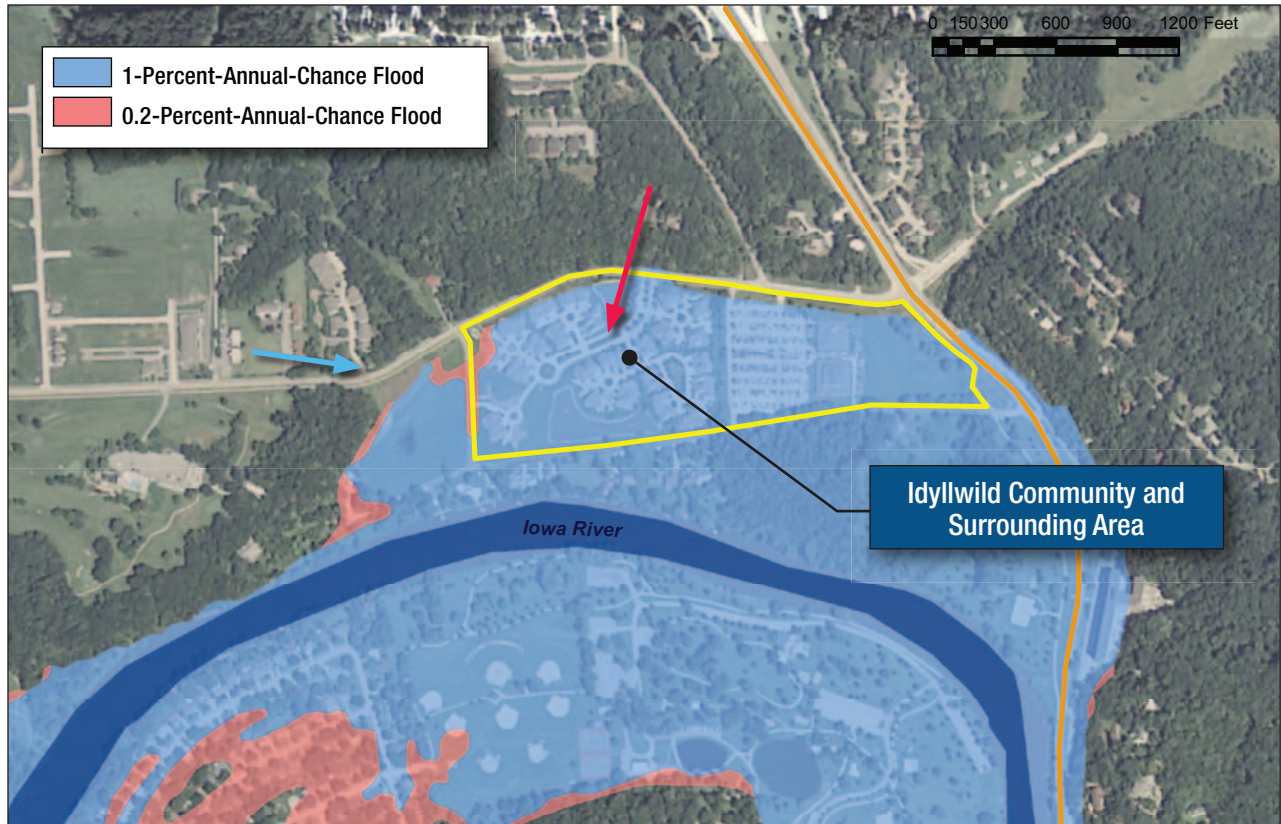 0 150 300 600 900 1200 Feet
1-Percent-Annual-Chance Flood
0.2-Percent-Annual-Chance Flood
Idyllwild Community and
Surrounding Area
Iowa River